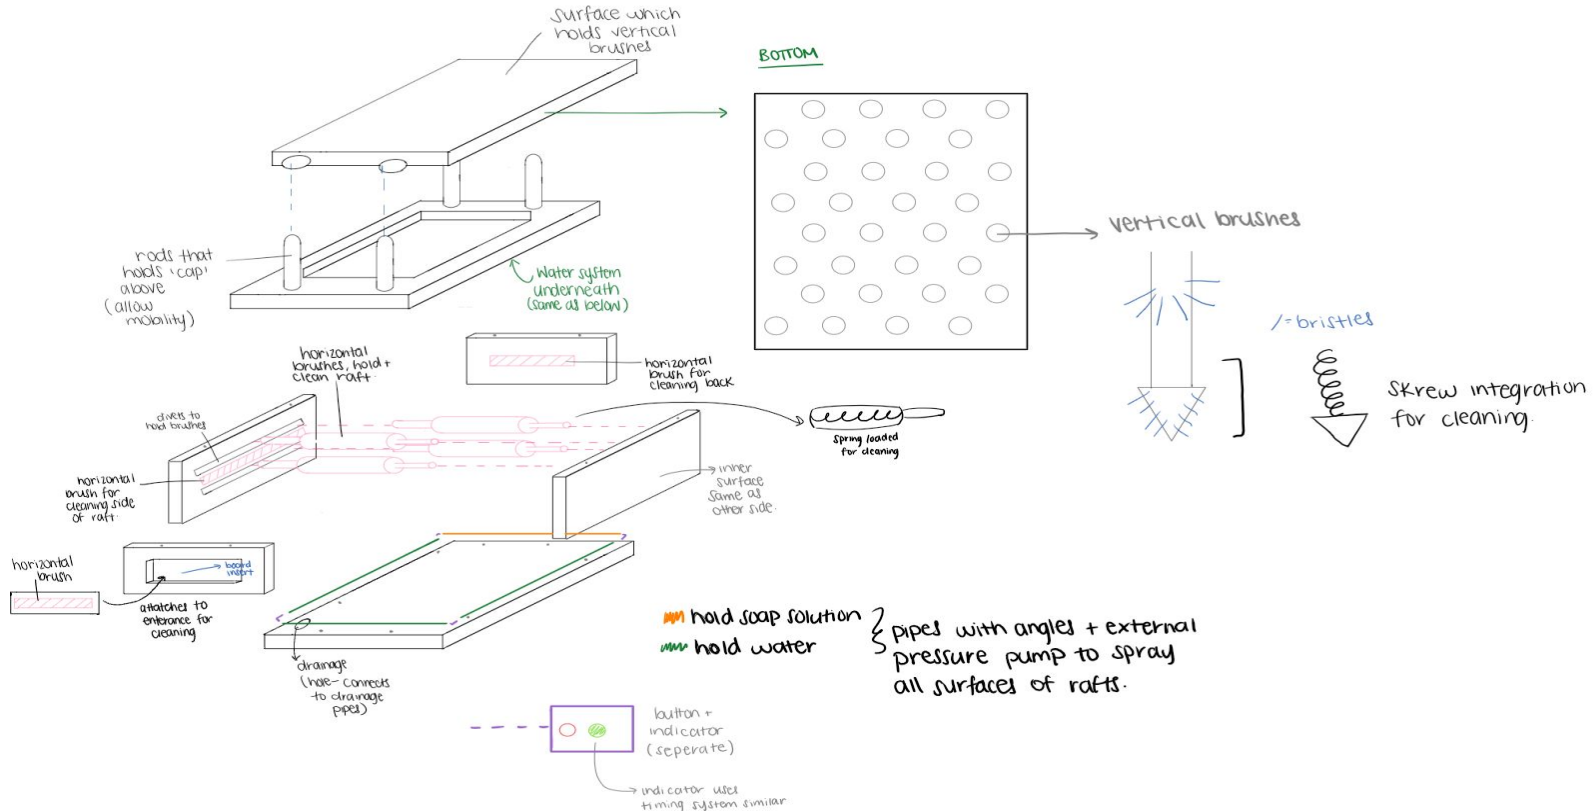 surface which
holds vertical
brushes
BOTTOM
rods that
holds 'cap'
above
(allow
mobility)
Water system
underneath
(same as below)
vertical brushes
/=bristles
skrew integration
for cleaning.
horizontal
brushes, hold +
clean raft.
horizontal
brush for
cleaning back
divets to
hold brushes
spring loaded
for cleaning
horizontal
brush for
cleaning side
of raft.
inner
surface
same as
other side.
horizontal
brush
board
insert
attatches to
enterance for
cleaning
hold soap solution
hold water
pipes with angles + external
pressure pump to spray
all surfaces of rafts.
drainage
(hole- connects
to drainage
pipes)
button +
indicator
(seperate)
indicator uses
timing system similar